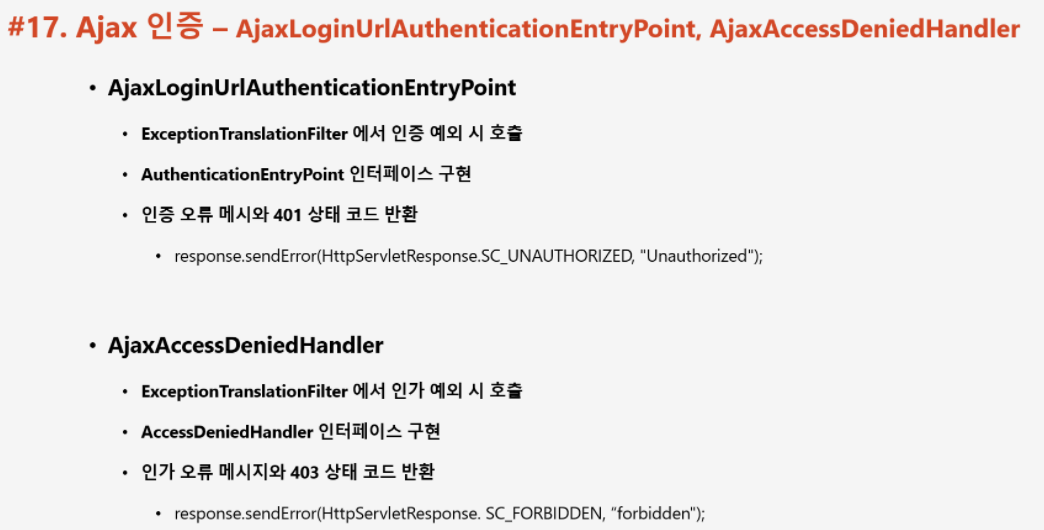 #17. Ajax 인증 – AjaxLoginUrlAuthenticationEntryPoint, AjaxAccessDeniedHandler
• AjaxLoginUrlAuthenticationEntryPoint
• ExceptionTranslationFilter 에서 인증 예외 시 호출
• AuthenticationEntryPoint 인터페이스 구현
• 인증 오류 메시와 401 상태 코드 반환
• response.sendError(HttpServletResponse.SC_UNAUTHORIZED, "Unauthorized");
• AjaxAccessDeniedHandler
• ExceptionTranslationFilter 에서 인가 예외 시 호출
• AccessDeniedHandler 인터페이스 구현
• 인가 오류 메시지와 403 상태 코드 반환
• response.sendError(HttpServletResponse. SC_FORBIDDEN, “forbidden");